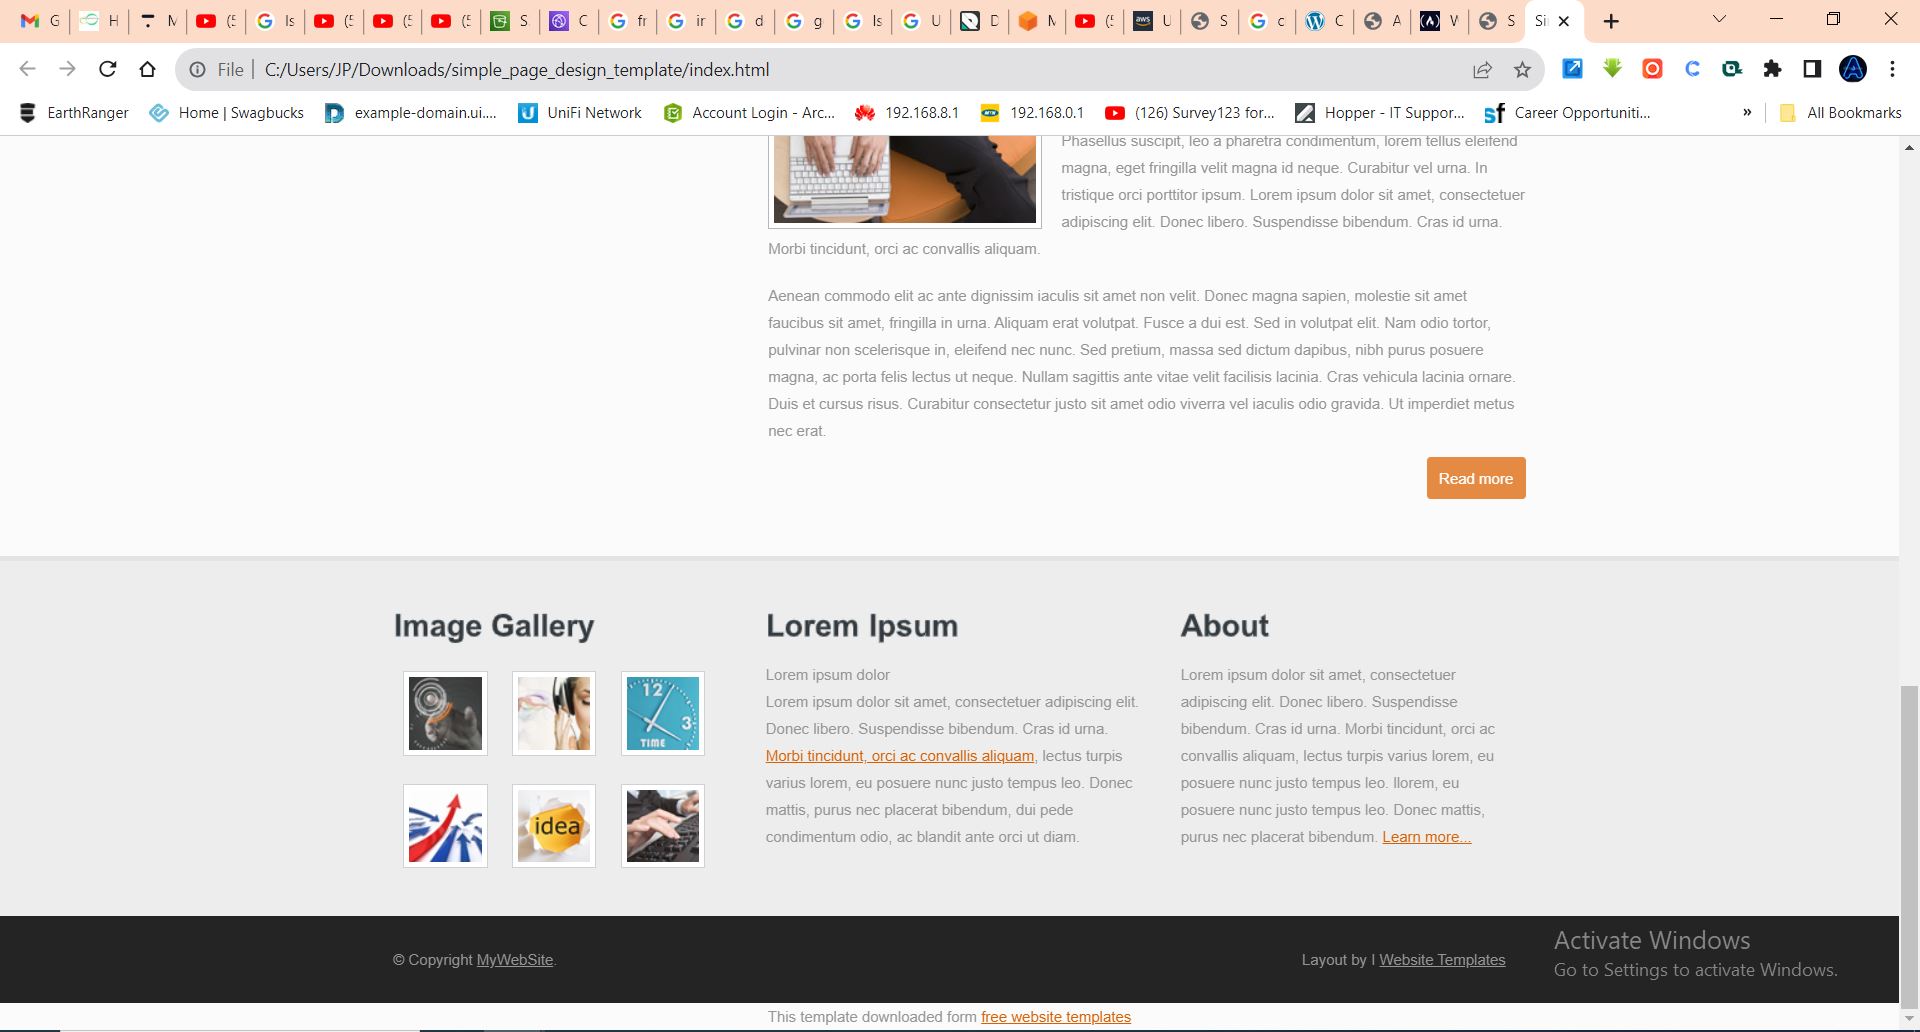 G
H
M
(5
Is
(5
(5
(5
S
C
fr
ir
d
g
Is
U
D
M
(5
aws U
S
c
C
A
(A) V
S
Si
File
C:/Users/JP/Downloads/simple_page_design_template/index.html
EarthRanger
Home | Swagbucks
example-domain.ui....
UniFi Network
Account Login - Arc...
192.168.8.1
192.168.0.1
(126) Survey123 for...
Hopper - IT Suppor...
Career Opportuniti...
»
All Bookmarks
Phasellus suscipit, leo a pharetra condimentum, lorem tellus eleifend
magna, eget fringilla velit magna id neque. Curabitur vel urna. In
tristique orci porttitor ipsum. Lorem ipsum dolor sit amet, consectetuer
adipiscing elit. Donec libero. Suspendisse bibendum. Cras id urna.
Morbi tincidunt, orci ac convallis aliquam.
Aenean commodo elit ac ante dignissim iaculis sit amet non velit. Donec magna sapien, molestie sit amet
faucibus sit amet, fringilla in urna. Aliquam erat volutpat. Fusce a dui est. Sed in volutpat elit. Nam odio tortor,
pulvinar non scelerisque in, eleifend nec nunc. Sed pretium, massa sed dictum dapibus, nibh purus posuere
magna, ac porta felis lectus ut neque. Nullam sagittis ante vitae velit facilisis lacinia. Cras vehicula lacinia ornare.
Duis et cursus risus. Curabitur consectetur justo sit amet odio viverra vel iaculis odio gravida. Ut imperdiet metus
nec erat.
Read more
Image Gallery
12
3
TIME
idea
Lorem Ipsum
Lorem ipsum dolor
Lorem ipsum dolor sit amet, consectetuer adipiscing elit.
Donec libero. Suspendisse bibendum. Cras id urna.
Morbi tincidunt, orci ac convallis aliquam, lectus turpis
varius lorem, eu posuere nunc justo tempus leo. Donec
mattis, purus nec placerat bibendum, dui pede
condimentum odio, ac blandit ante orci ut diam.
About
Lorem ipsum dolor sit amet, consectetuer
adipiscing elit. Donec libero. Suspendisse
bibendum. Cras id urna. Morbi tincidunt, orci ac
convallis aliquam, lectus turpis varius lorem, eu
posuere nunc justo tempus leo. llorem, eu
posuere nunc justo tempus leo. Donec mattis,
purus nec placerat bibendum. Learn more...
© Copyright MyWebSite.
Layout by I Website Templates
Activate Windows
Go to Settings to activate Windows.
This template downloaded form free website templates